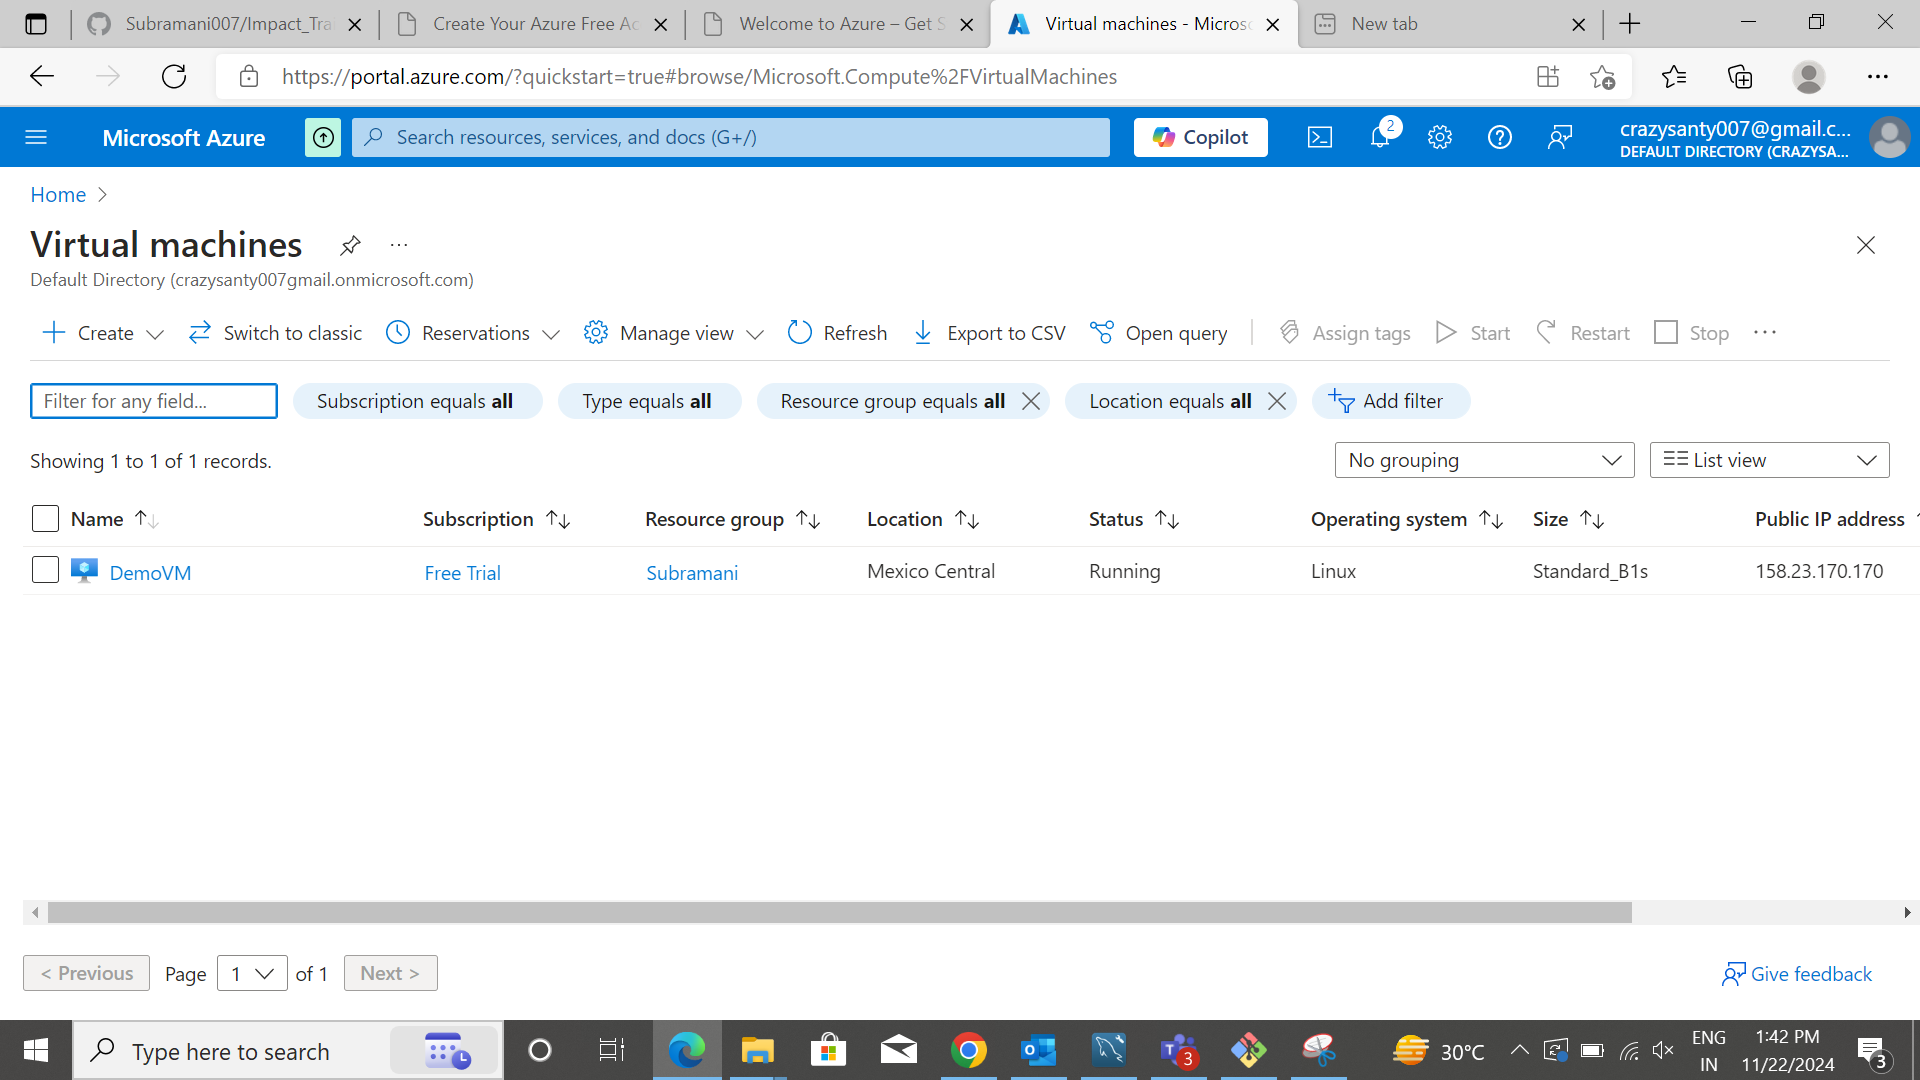 Subramani007/Impact_Tra
Create Your Azure Free Ac
Welcome to Azure – Get S
Virtual machines - Micros
New tab
https://portal.azure.com/?quickstart=true#browse/Microsoft.Compute%2FVirtualMachines
Microsoft Azure
Search resources, services, and docs (G+/)
Copilot
2
crazysanty007@gmail.c...
DEFAULT DIRECTORY (CRAZYSA...
Home
Virtual machines
Default Directory (crazysanty007gmail.onmicrosoft.com)
Create Switch to classic Reservations Manage view Refresh Export to CSV Open query Assign tags Start Restart Stop
Filter for any field... Subscription equals all Type equals all Resource group equals all Location equals all Add filter
Showing 1 to 1 of 1 records.
No grouping List view
Name Subscription Resource group Location Status Operating system Size Public IP address
DemoVM Free Trial Subramani Mexico Central Running Linux Standard_B1s 158.23.170.170
< Previous Page 1 of 1 Next >
Give feedback
Type here to search
3
30°C
ENG
IN
1:42 PM
11/22/2024
3